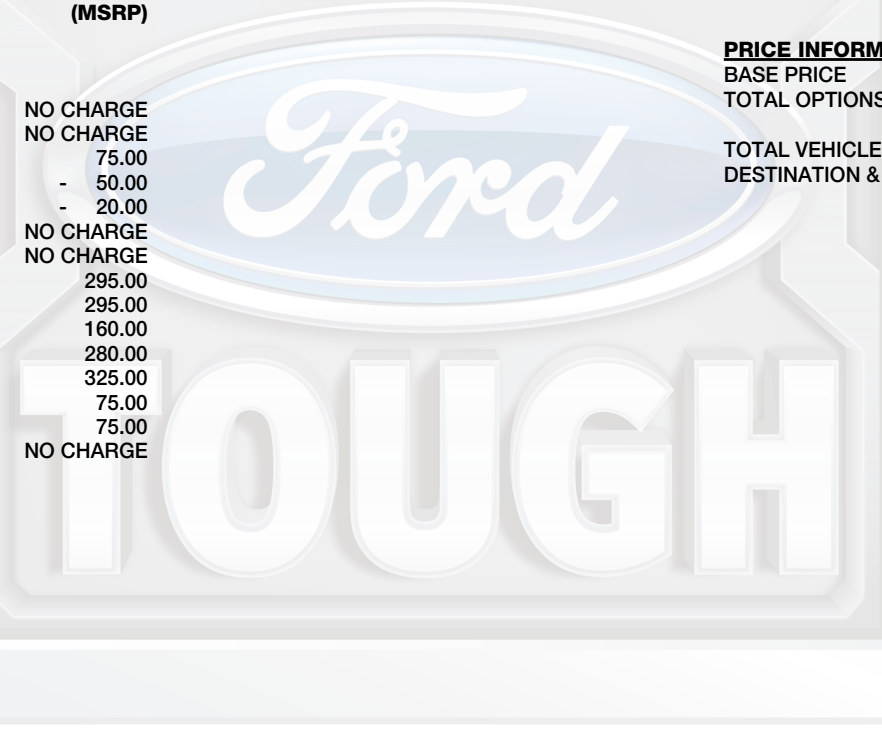 (MSRP)
NO CHARGE
NO CHARGE
75.00
- 50.00
- 20.00
NO CHARGE
NO CHARGE
295.00
295.00
160.00
280.00
325.00
75.00
75.00
NO CHARGE
PRICE INFORM
BASE PRICE
TOTAL OPTIONS
TOTAL VEHICLE
DESTINATION &
Ford
TOUGH